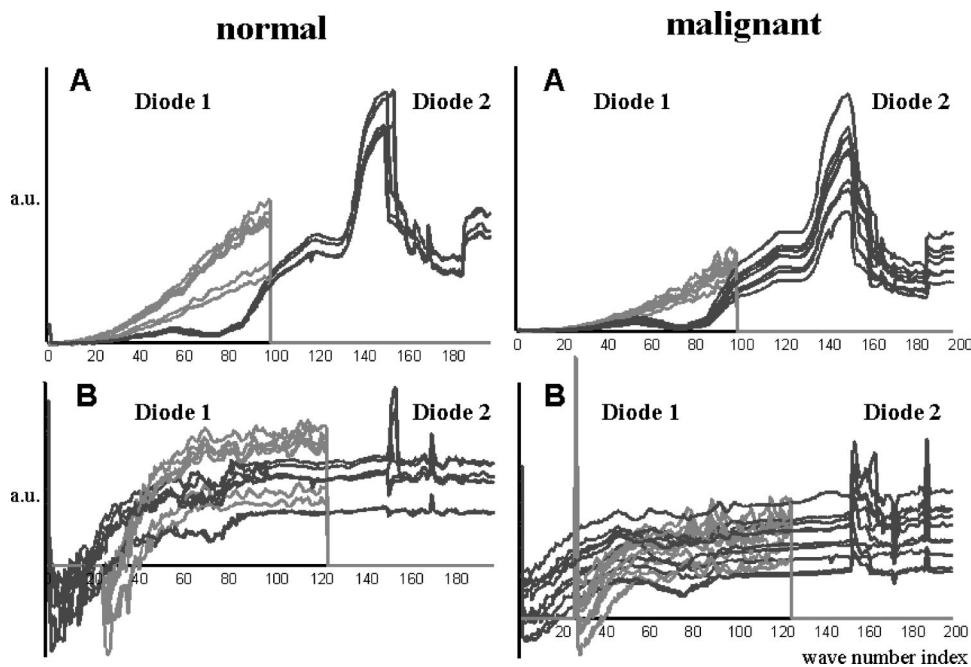 normal malignant
A Diode 1 Diode 2 A Diode 1 Diode 2
a.u.
0 20 40 60 80 100 120 140 160 180 0 20 40 60 80 100 120 140 160 180 200
B Diode 1 Diode 2 B Diode 1 Diode 2
a.u.
0 20 40 60 80 100 120 140 160 180 20 40 60 80 100 120 140 160 180 200
wave number index